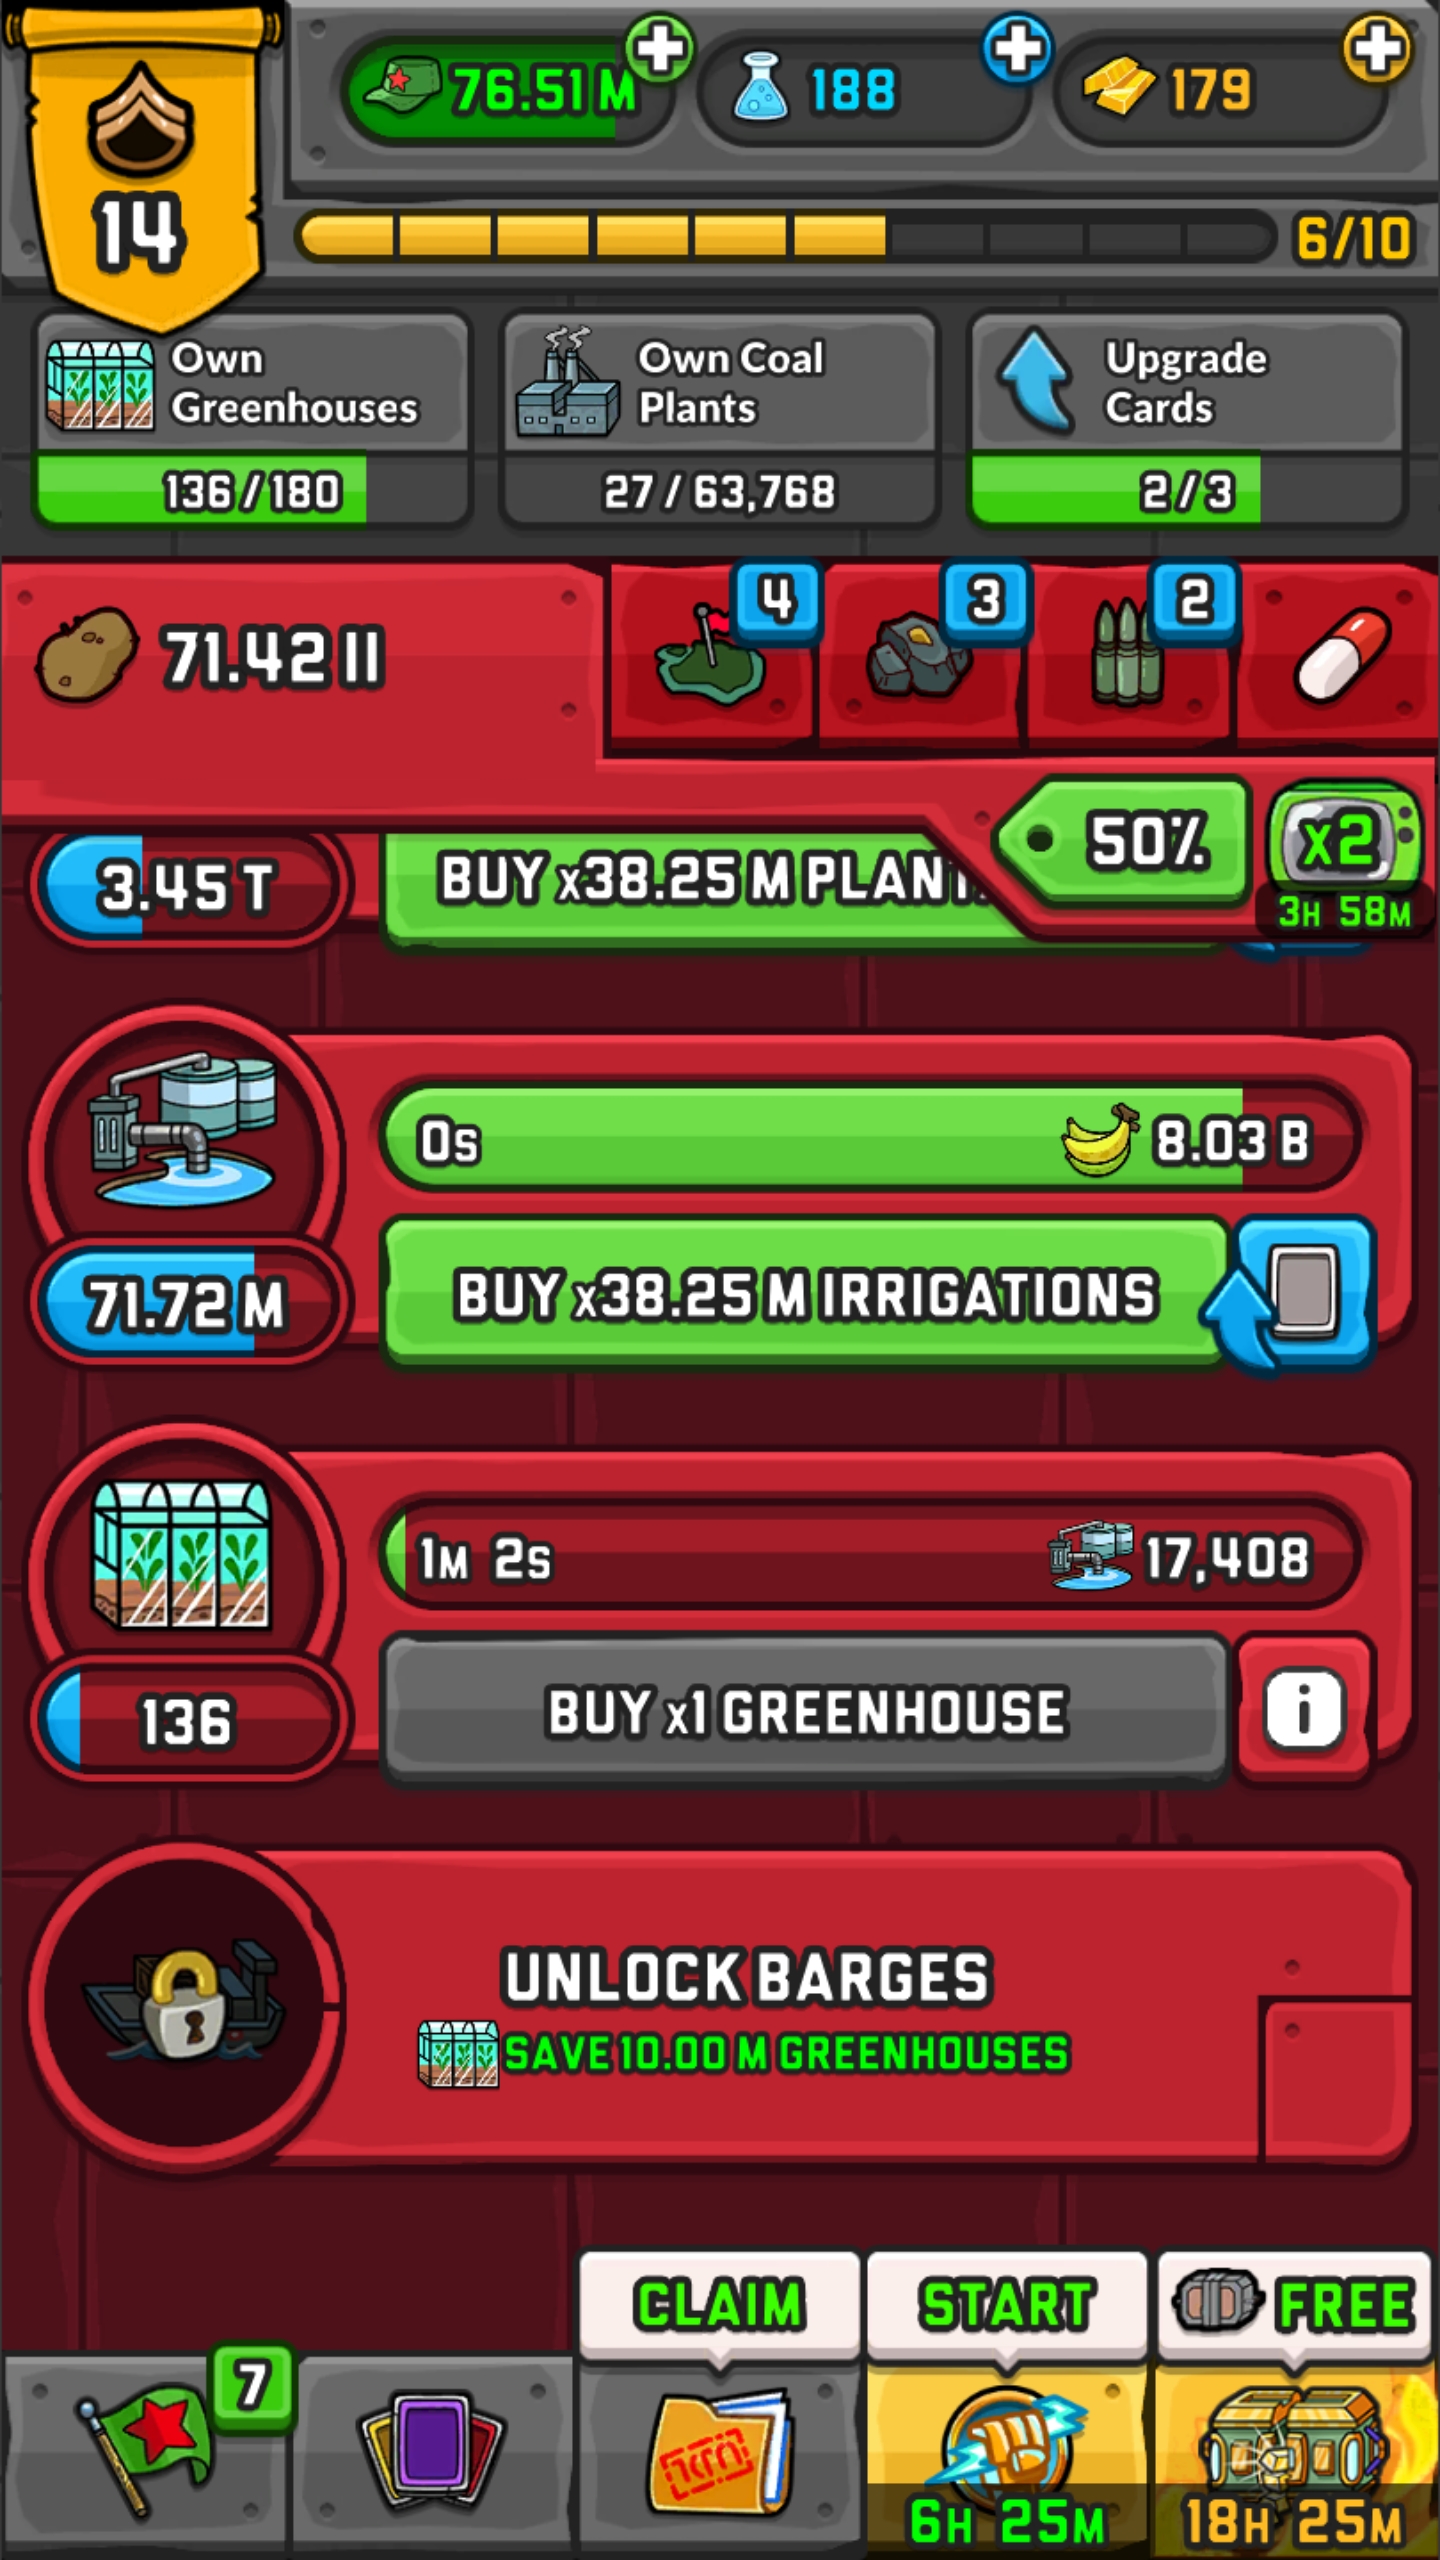 14
76.51 M
188
179
6/10
Own
Greenhouses
136 / 180
Own Coal
Plants
27 / 63,768
Upgrade
Cards
2 / 3
71.42 II
4
3
2
50%
x2
3H 58M
3.45 T
BUY x38.25 M PLANT
0s
8.03 B
71.72 M
BUY x38.25 M IRRIGATIONS
1M 2s
17,408
136
BUY x1 GREENHOUSE
i
UNLOCK BARGES
SAVE 10.00 M GREENHOUSES
CLAIM
START
FREE
7
6H 25M
18H 25M